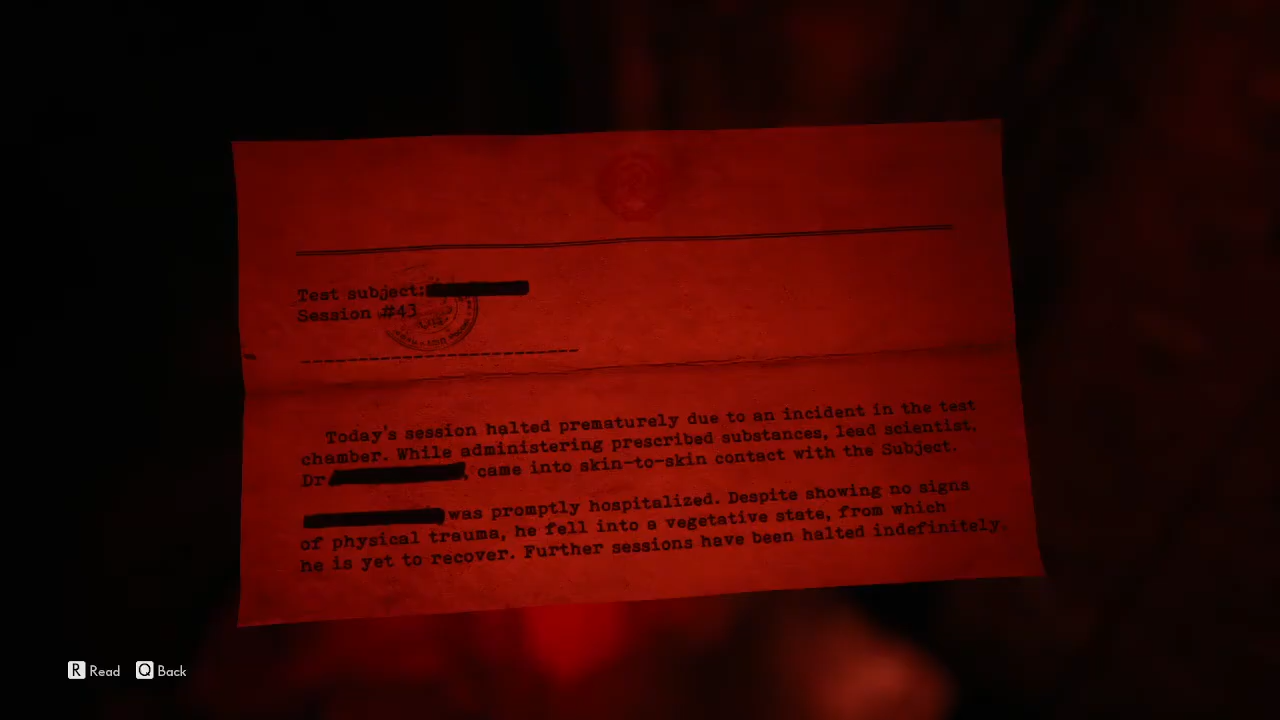 Test subject:
Session #43
Today's session halted prematurely due to an incident in the test
chamber. While administering prescribed substances, lead scientist,
Dr , came into skin-to-skin contact with the Subject.
was promptly hospitalized. Despite showing no signs
of physical trauma, he fell into a vegetative state, from which
he is yet to recover. Further sessions have been halted indefinitely.
R Read Q Back